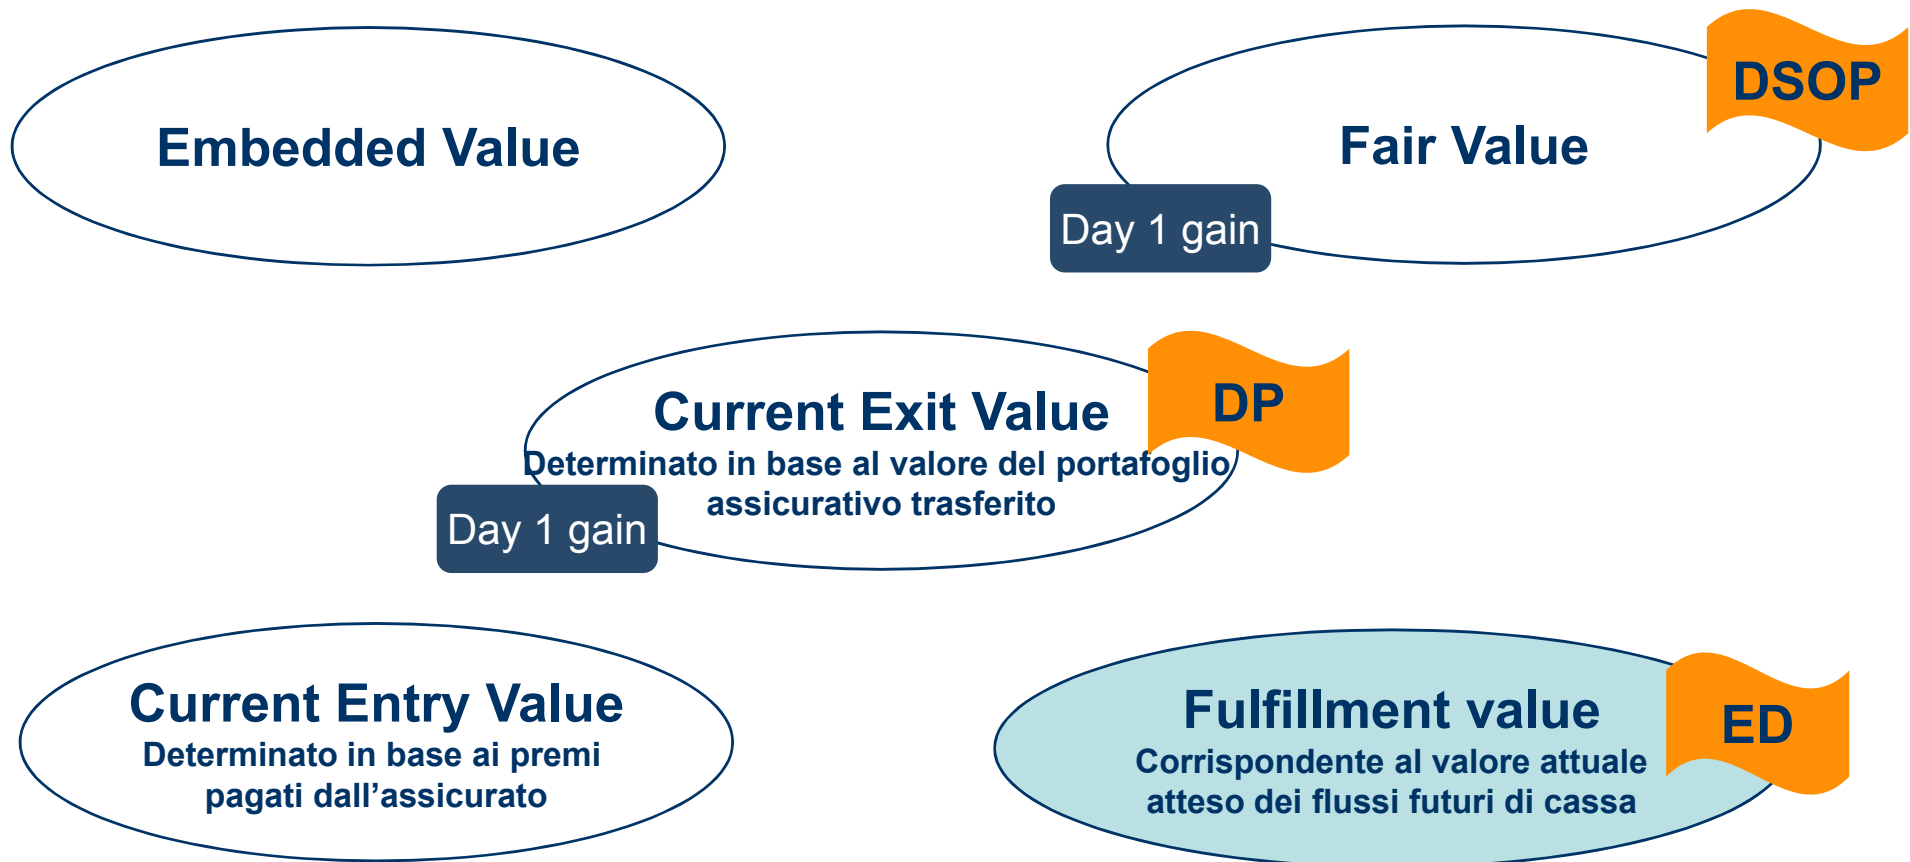 Embedded Value
DSOP
Fair Value
Day 1 gain
Current Exit Value
DP
Determinato in base al valore del portafoglio
assicurativo trasferito
Day 1 gain
Current Entry Value
Determinato in base ai premi
pagati dall’assicurato
Fulfillment value
ED
Corrispondente al valore attuale
atteso dei flussi futuri di cassa